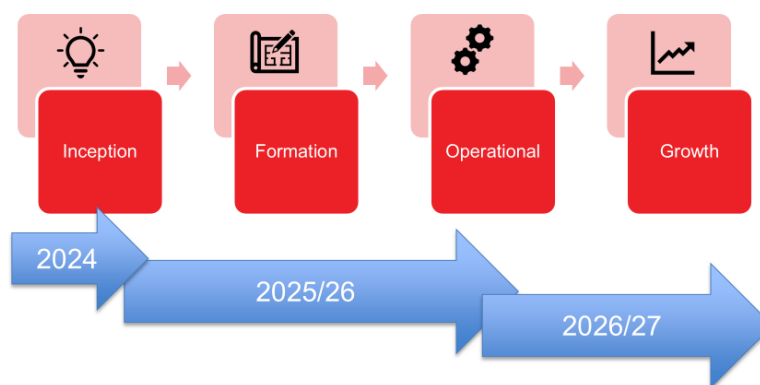 Inception
Formation
Operational
Growth
2024
2025/26
2026/27